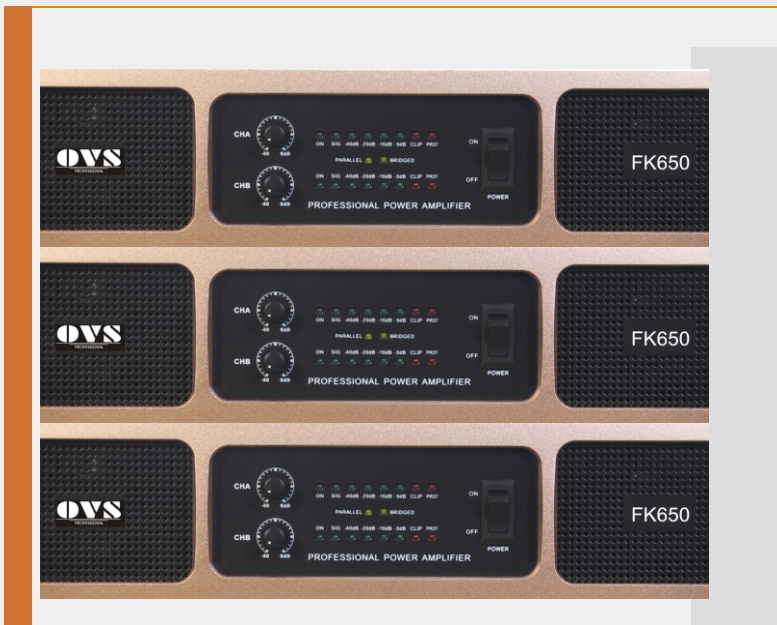 OVS
PROFESSIONAL
CHA
-60 0dB
ON SIG -40dB -20dB -10dB -5dB CLIP PROT
PARALLEL BRIDGED
ON SIG -40dB -20dB -10dB -5dB CLIP PROT
CHB
-60 0dB
PROFESSIONAL POWER AMPLIFIER
ON
OFF
POWER
FK650
OVS
PROFESSIONAL
CHA
-60 0dB
ON SIG -40dB -20dB -10dB -5dB CLIP PROT
PARALLEL BRIDGED
ON SIG -40dB -20dB -10dB -5dB CLIP PROT
CHB
-60 0dB
PROFESSIONAL POWER AMPLIFIER
ON
OFF
POWER
FK650
OVS
PROFESSIONAL
CHA
-60 0dB
ON SIG -40dB -20dB -10dB -5dB CLIP PROT
PARALLEL BRIDGED
ON SIG -40dB -20dB -10dB -5dB CLIP PROT
CHB
-60 0dB
PROFESSIONAL POWER AMPLIFIER
ON
OFF
POWER
FK650